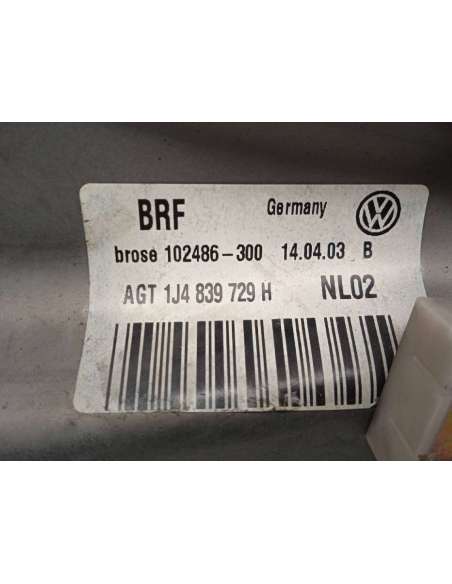 BRF Germany
brose 102486-300 14.04.03 B
AGT 1J4 839 729 H NL02